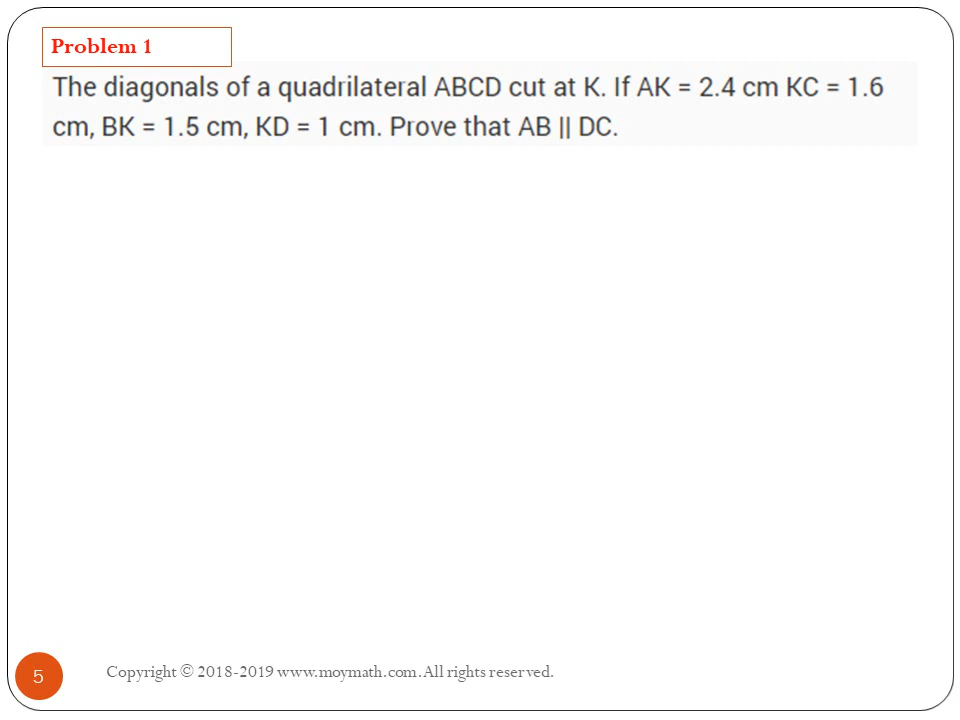 Problem 1
The diagonals of a quadrilateral ABCD cut at K. If AK = 2.4 cm KC = 1.6
cm, BK = 1.5 cm, KD = 1 cm. Prove that AB || DC.
5
Copyright © 2018-2019 www.moymath.com. All rights reserved.